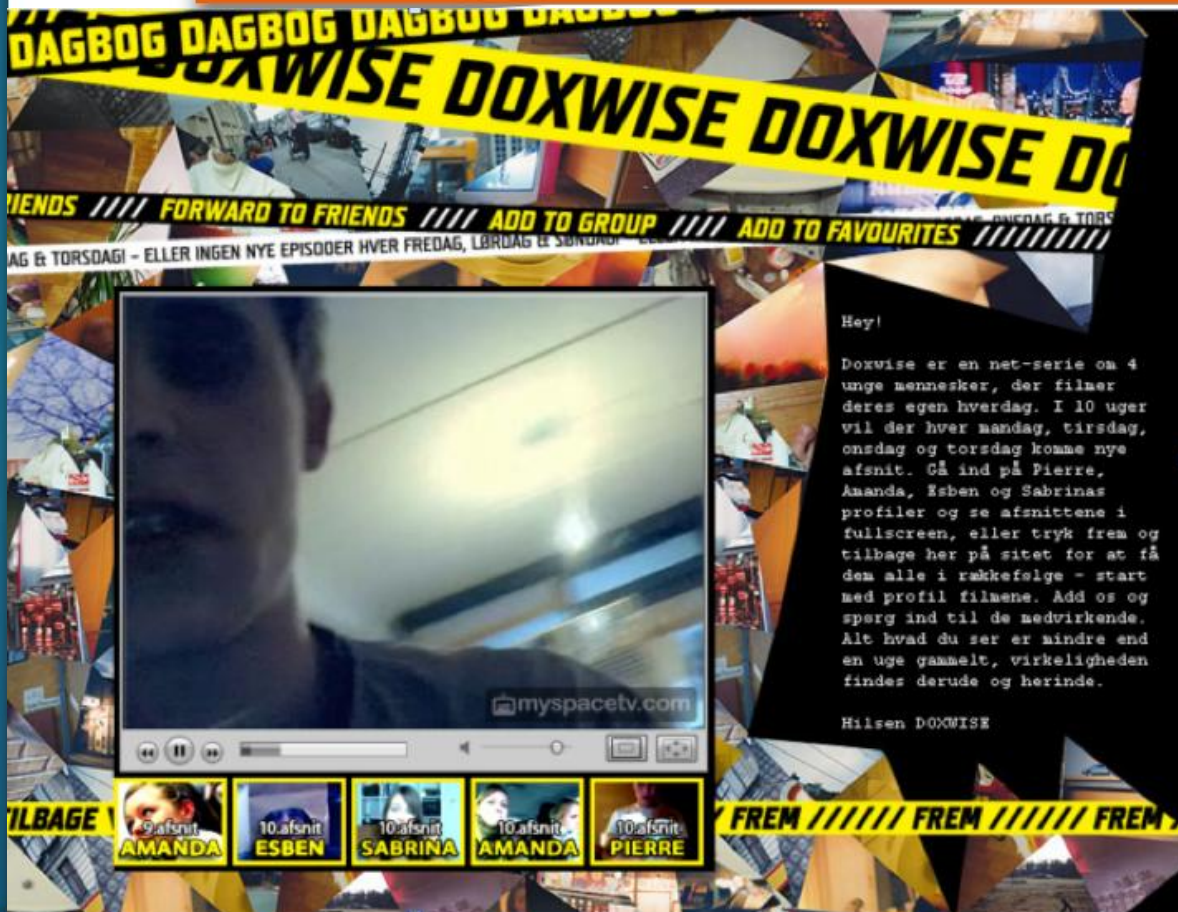 DAGBOG DAGBOG DAGBOG DAGBOG
DOXWISE DOXWISE DOXWISE DO
IENDS //// FORWARD TO FRIENDS //// ADD TO GROUP //// ADD TO FAVOURITES //////////
ONSDAG & TORS
AG & TORSDAG! - ELLER INGEN NYE EPISODER HVER FREDAG, LØRDAG & SØNDAG!
Hey!
Doxwise er en net-serie om 4
unge mennesker, der filmer
deres egen hverdag. I 10 uger
vil der hver mandag, tirsdag,
onsdag og torsdag komme nye
afsnit. Gå ind på Pierre,
Amanda, Esben og Sabrinas
profiler og se afsnittene i
fullscreen, eller tryk frem og
tilbage her på sitet for at få
dem alle i rækkefølge - start
med profil filmene. Add os og
spørg ind til de medvirkende.
Alt hvad du ser er mindre end
en uge gammelt, virkeligheden
findes derude og herinde.
Hilsen DOXWISE
myspacetv.com
ILBAGE
9.afsnit
AMANDA
10.afsnit
ESBEN
10.afsnit
SABRINA
10.afsnit
AMANDA
10.afsnit
PIERRE
/ FREM ////// FREM ////// FREM